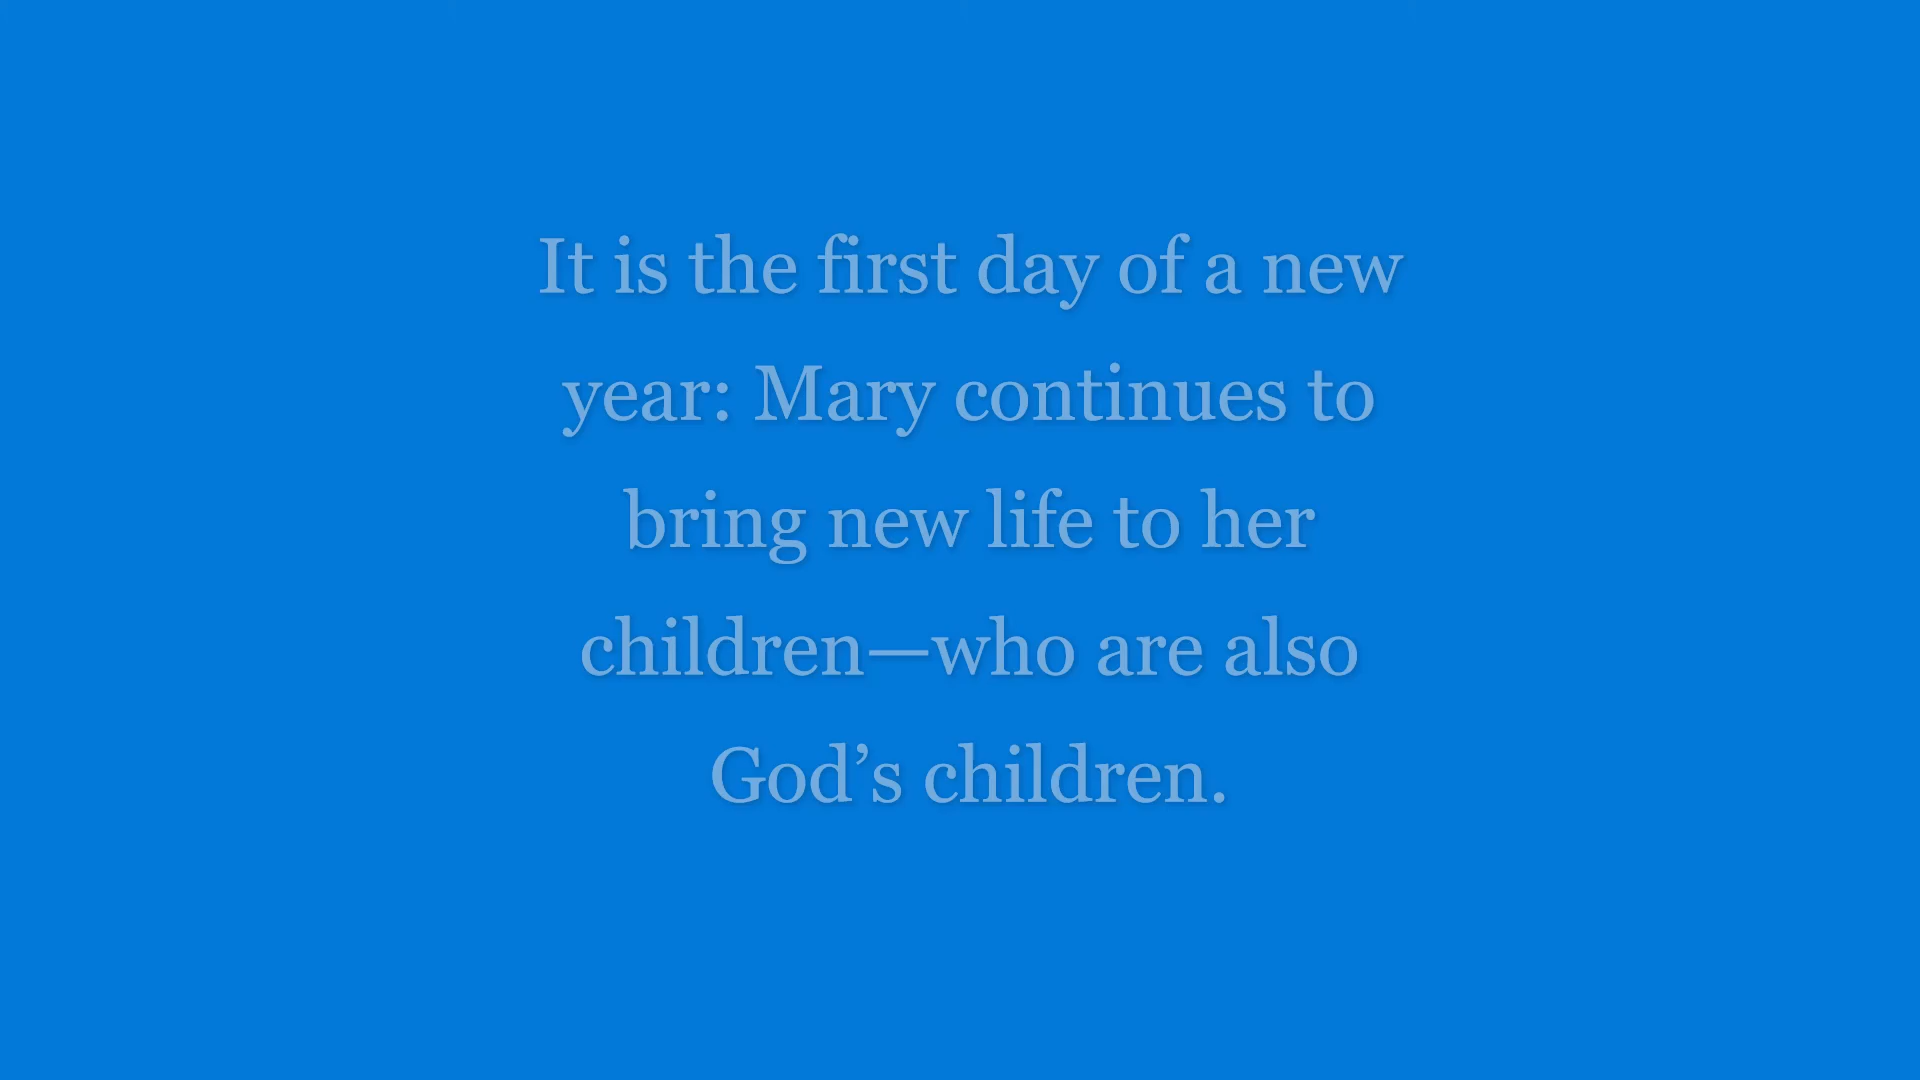 It is the first day of a new
year: Mary continues to
bring new life to her
children—who are also
God’s children.